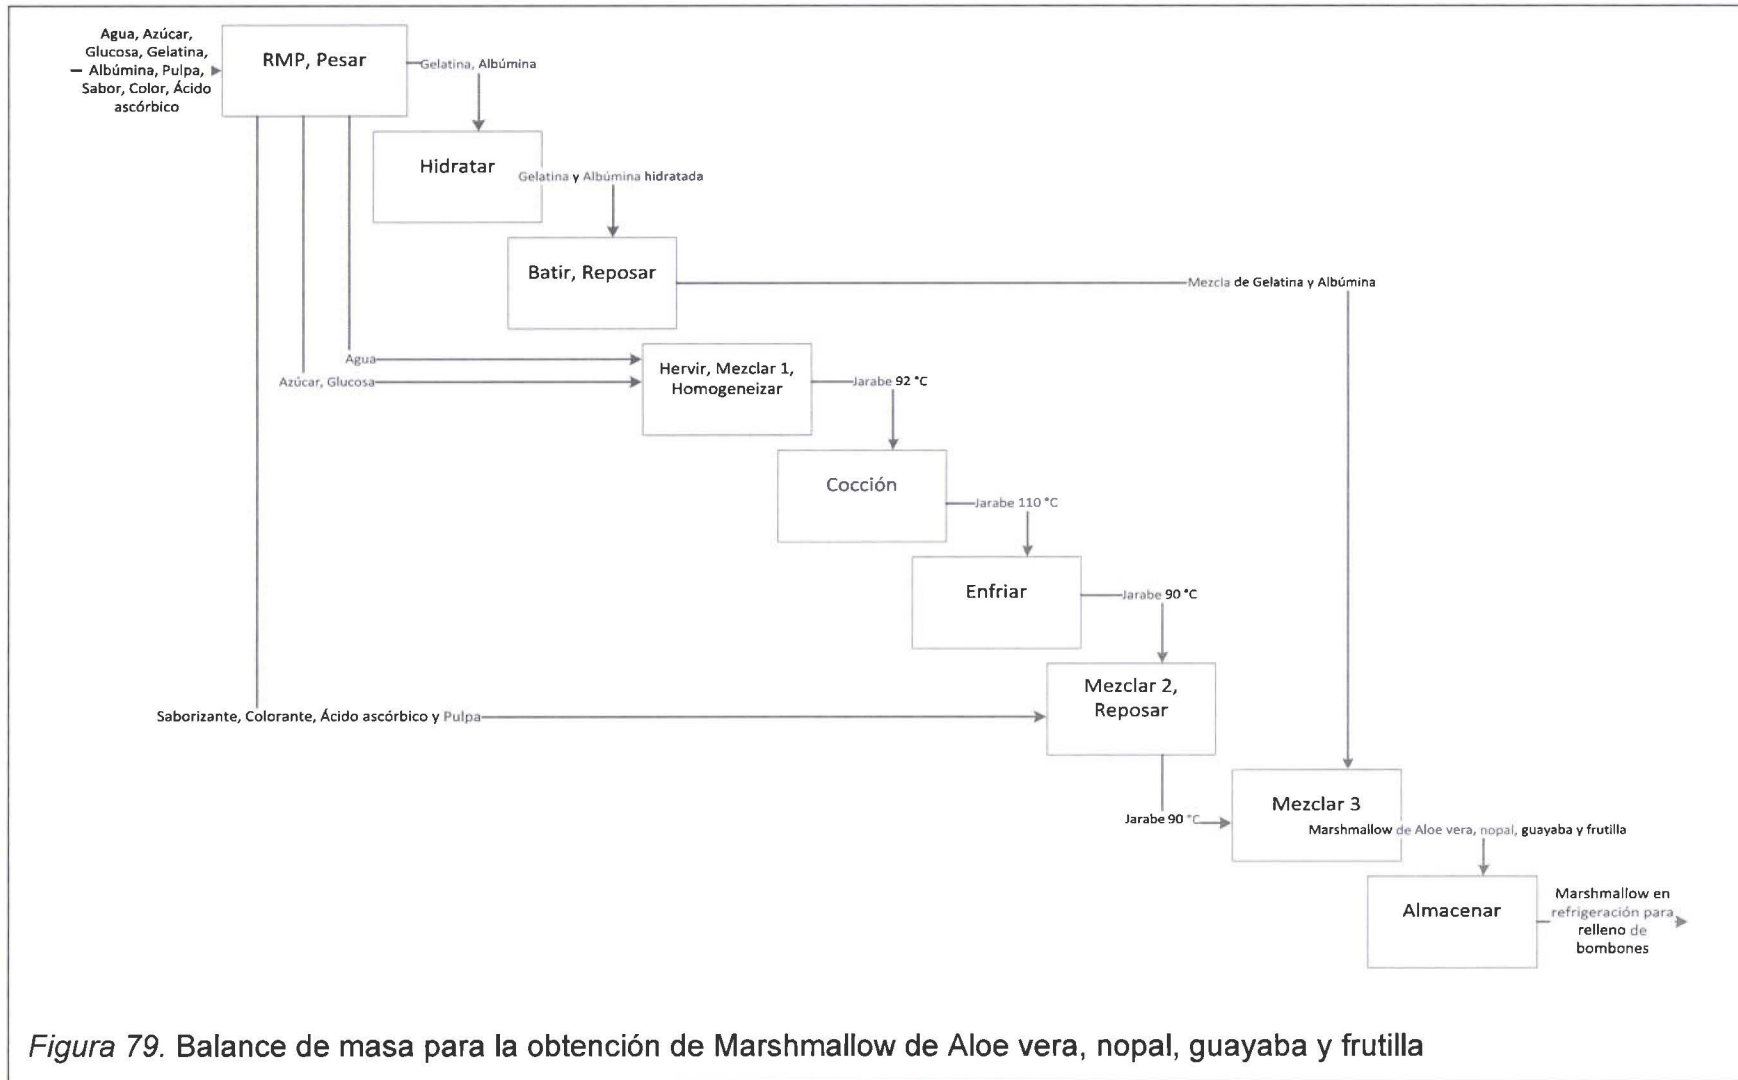 Agua, Azúcar,
Glucosa, Gelatina,
Albúmina, Pulpa,
Sabor, Color, Ácido
ascórbico
RMP, Pesar
Gelatina, Albúmina
Hidratar
Gelatina y Albúmina hidratada
Batir, Reposar
Mezcla de Gelatina y Albúmina
Agua
Azúcar, Glucosa
Hervir, Mezclar 1,
Homogeneizar
Jarabe 92 °C
Cocción
Jarabe 110 °C
Enfriar
Jarabe 90 °C
Mezclar 2,
Reposar
Saborizante, Colorante, Ácido ascórbico y Pulpa
Jarabe 90 °C
Mezclar 3
Marshmallow de Aloe vera, nopal, guayaba y frutilla
Almacenar
Marshmallow en
refrigeración para
relleno de
bombones
Figura 79. Balance de masa para la obtención de Marshmallow de Aloe vera, nopal, guayaba y frutilla